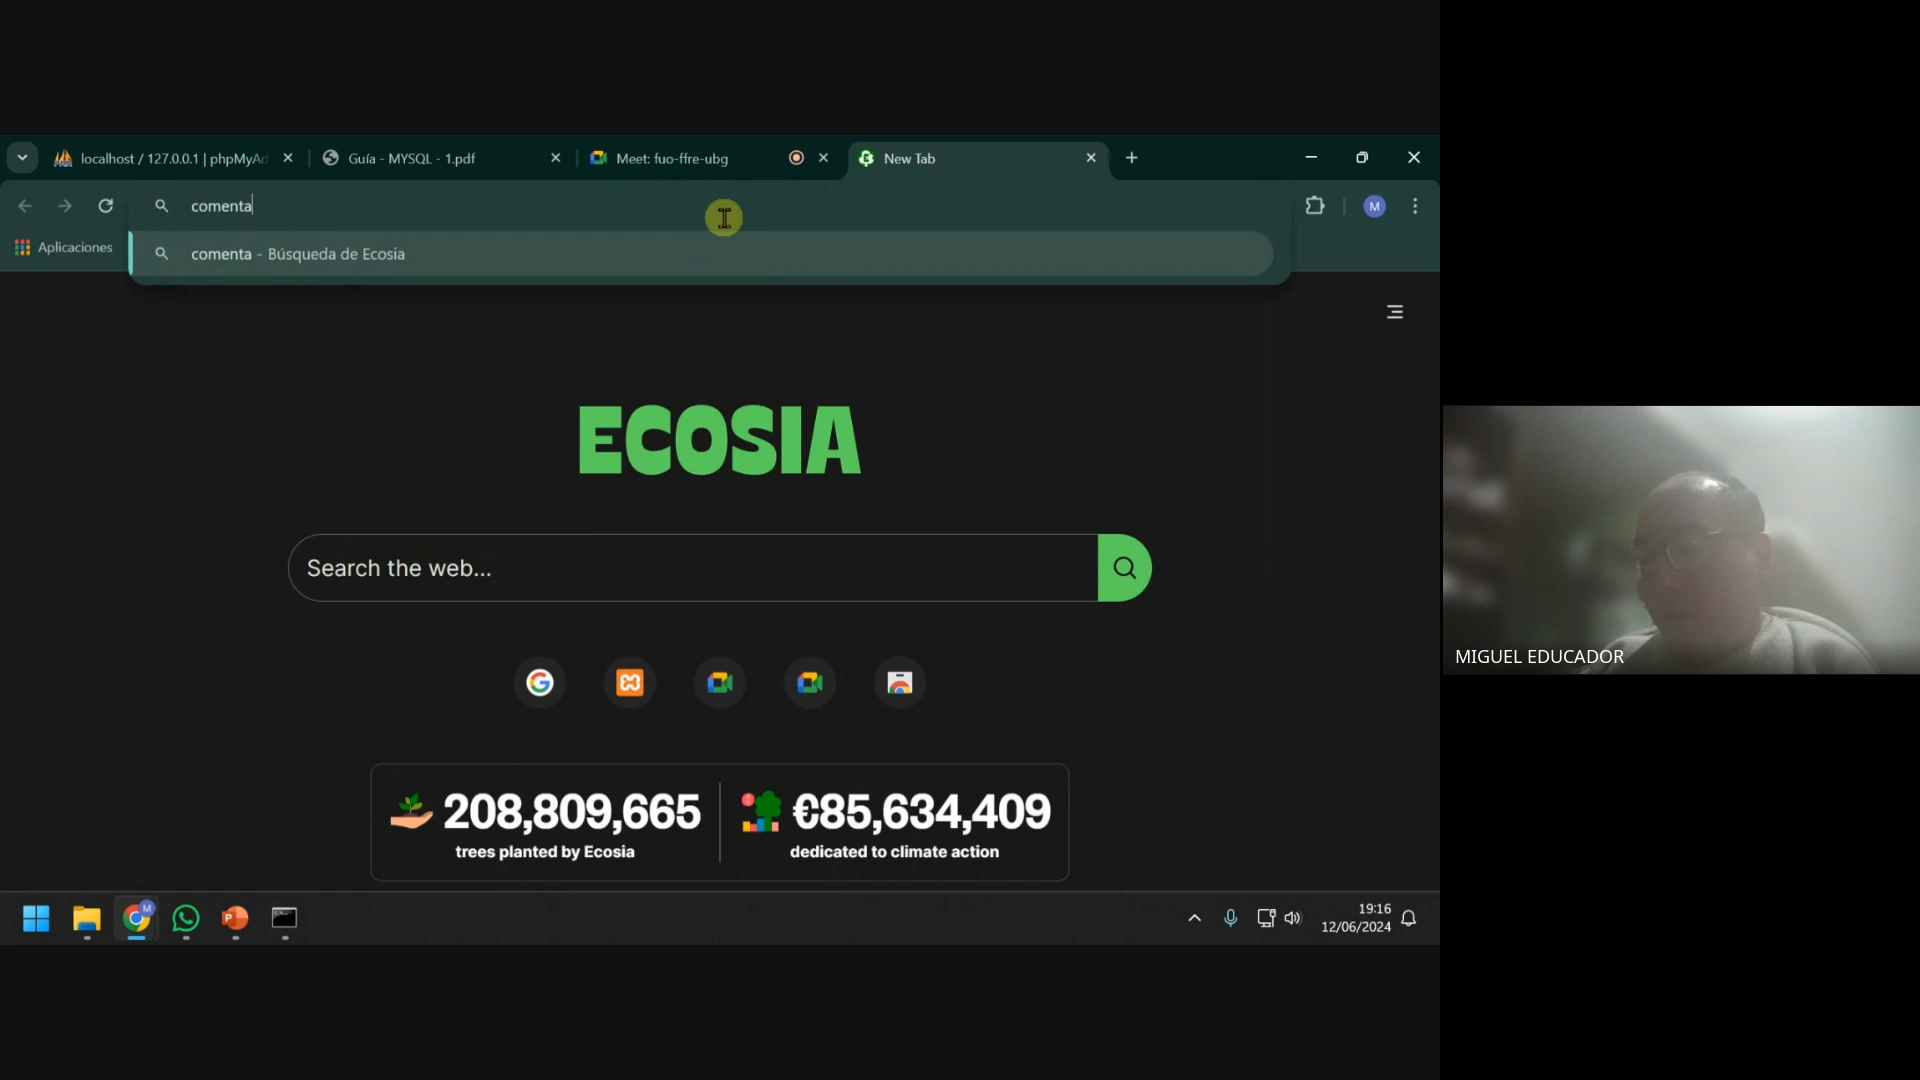 localhost / 127.0.0.1 | phpMyAd
Guía - MYSQL - 1.pdf
Meet: fuo-ffre-ubg
New Tab
comenta
M
Aplicaciones
comenta - Búsqueda de Ecosia
ECOSIA
Search the web...
208,809,665
trees planted by Ecosia
€85,634,409
dedicated to climate action
MIGUEL EDUCADOR
19:16
12/06/2024